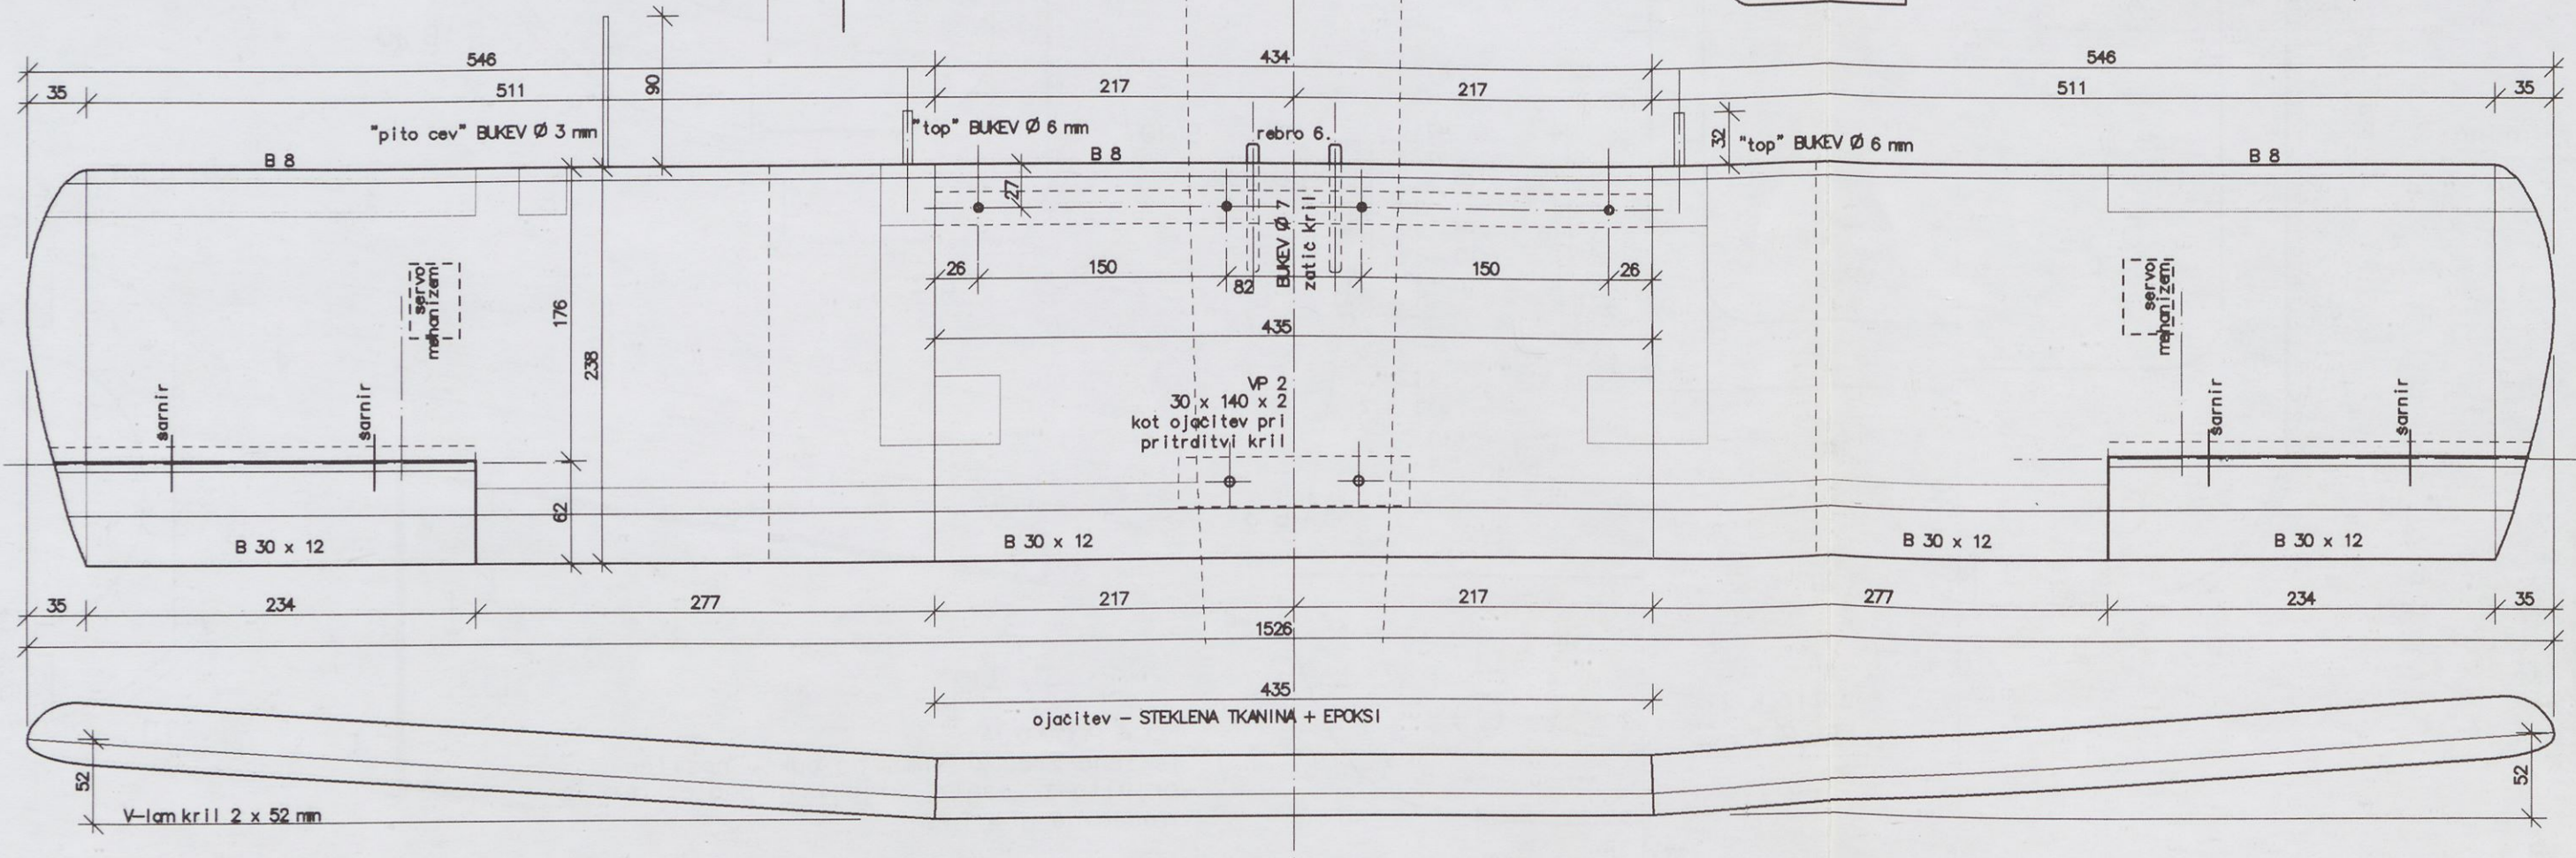 546
434
546
35
511
90
217
217
511
35
"pito cev" BUKEV Ø 3 mm
"top" BUKEV Ø 6 mm
rebro 6.
32
"top" BUKEV Ø 6 mm
B 8
B 8
B 8
27
BUKEV Ø 7
zatič kril
26
150
82
150
26
servo
mehanizem
servo
mehanizem
176
238
435
šarnir
šarnir
VP 2
30 x 140 x 2
kot ojačitev pri
pritrditvi kril
šarnir
šarnir
62
B 30 x 12
B 30 x 12
B 30 x 12
B 30 x 12
35
234
277
217
217
277
234
35
1526
435
ojačitev – STEKLENA TKANINA + EPOKSI
52
52
V–lom kril 2 x 52 mm